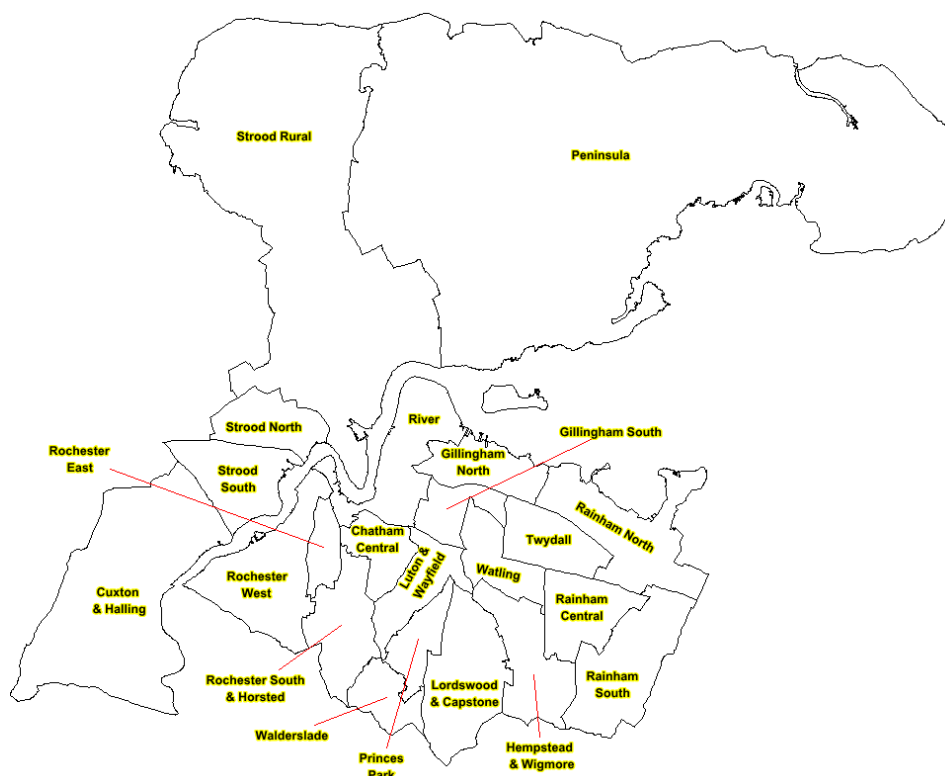 Strood Rural
Peninsula
River
Strood North
Gillingham South
Rochester
East
Gillingham
North
Strood
South
Rainham North
Chatham
Central
Twydall
Luton &
Wayfield
Watling
Rochester
West
Cuxton
& Halling
Rainham
Central
Rochester South
& Horsted
Lordswood
& Capstone
Rainham
South
Walderslade
Hempstead
& Wigmore
Princes
Park